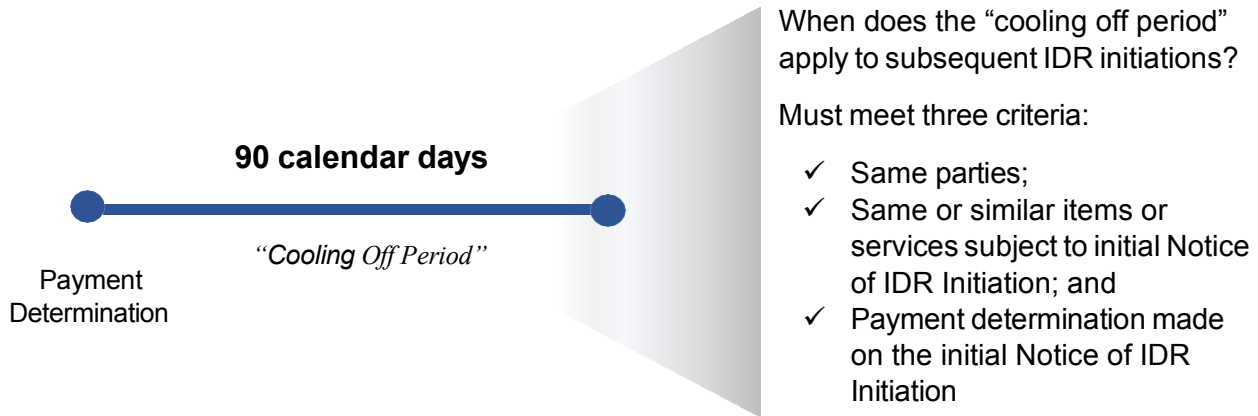 90 calendar days
“Cooling Off Period”
Payment
Determination
When does the “cooling off period”
apply to subsequent IDR initiations?
Must meet three criteria:
✓ Same parties;
✓ Same or similar items or
services subject to initial Notice
of IDR Initiation; and
✓ Payment determination made
on the initial Notice of IDR
Initiation